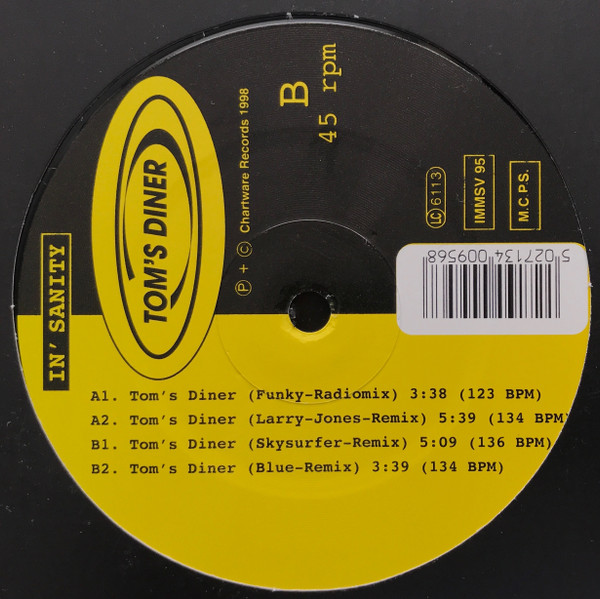 B
45 rpm
℗ + © Chartware Records 1998
LC 6113
IMMSV 95
M.C.P.S.
5 027134 009568
TOM'S DINER
IN' SANITY
A1. Tom's Diner (Funky-Radiomix) 3:38 (123 BPM)
A2. Tom's Diner (Larry-Jones-Remix) 5:39 (134 BPM)
B1. Tom's Diner (Skysurfer-Remix) 5:09 (136 BPM)
B2. Tom's Diner (Blue-Remix) 3:39 (134 BPM)